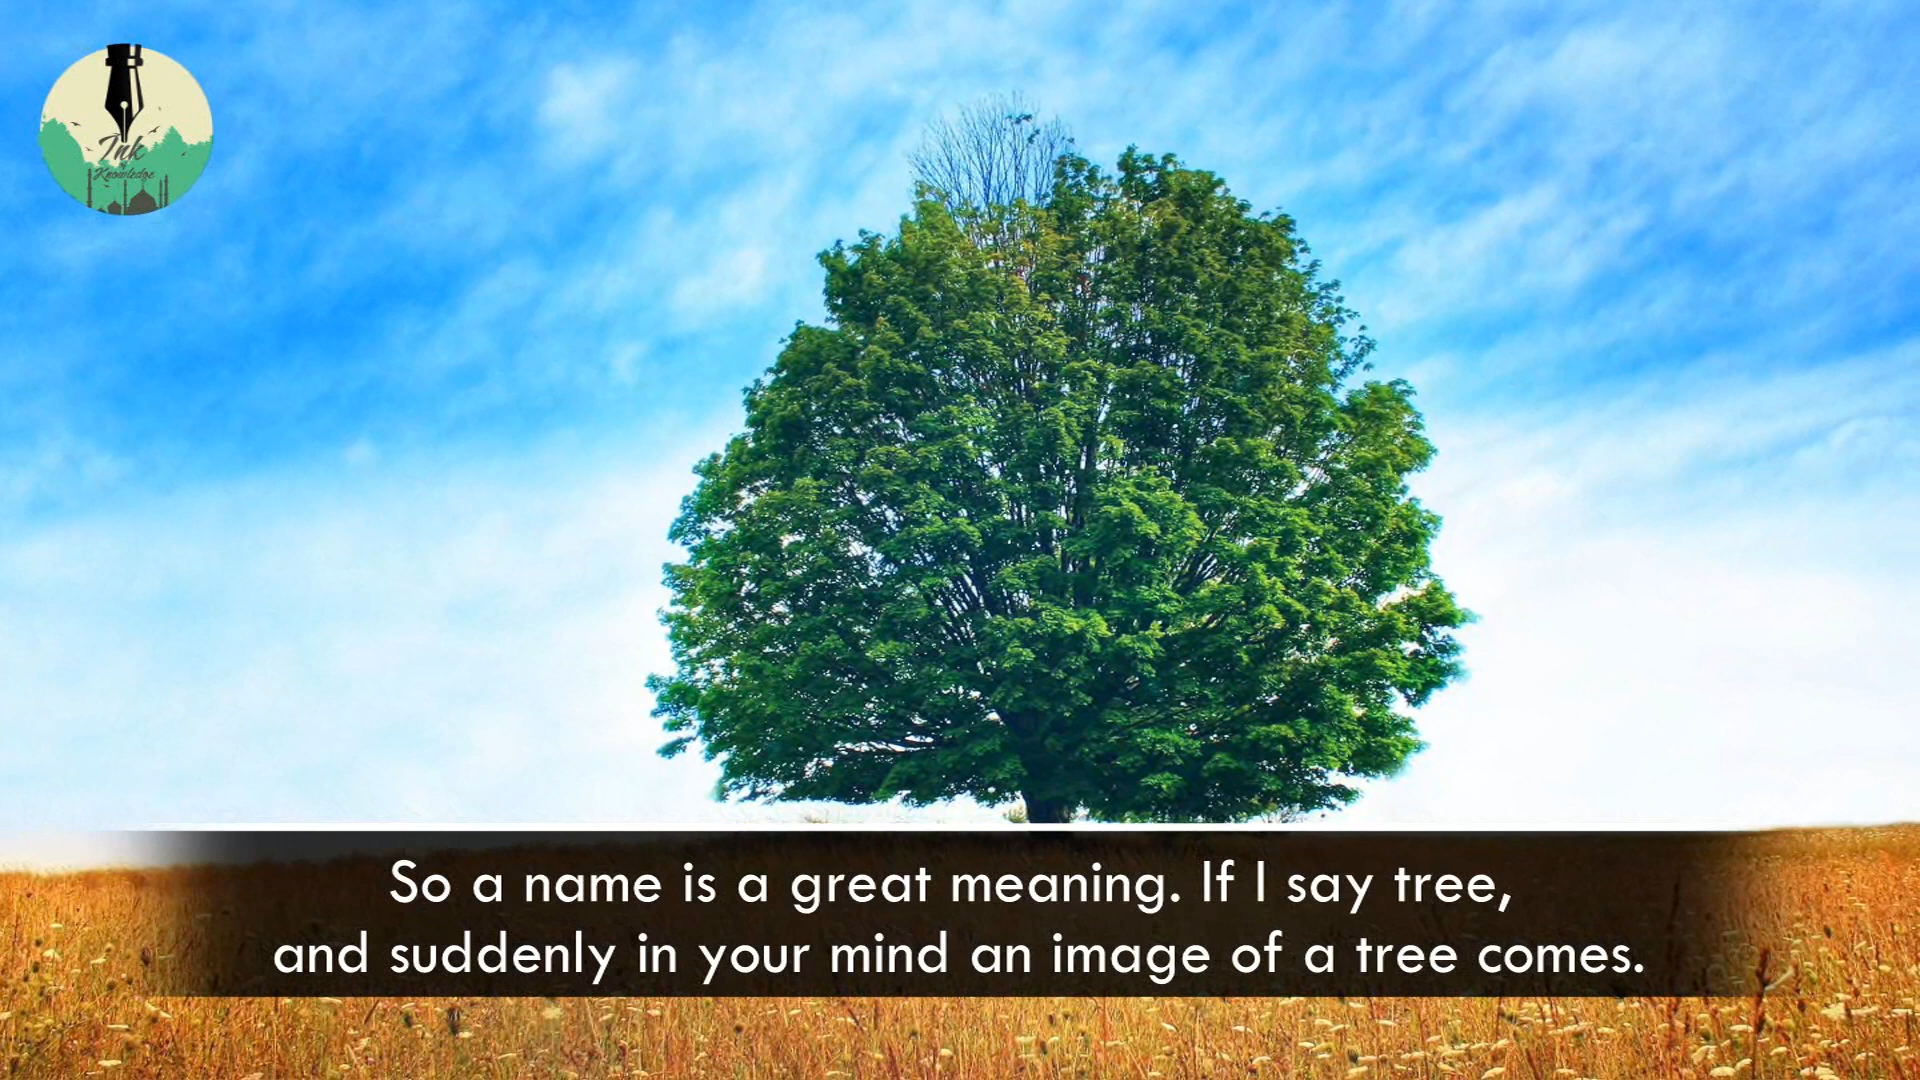 Ink
Knowledge
So a name is a great meaning. If I say tree,
and suddenly in your mind an image of a tree comes.